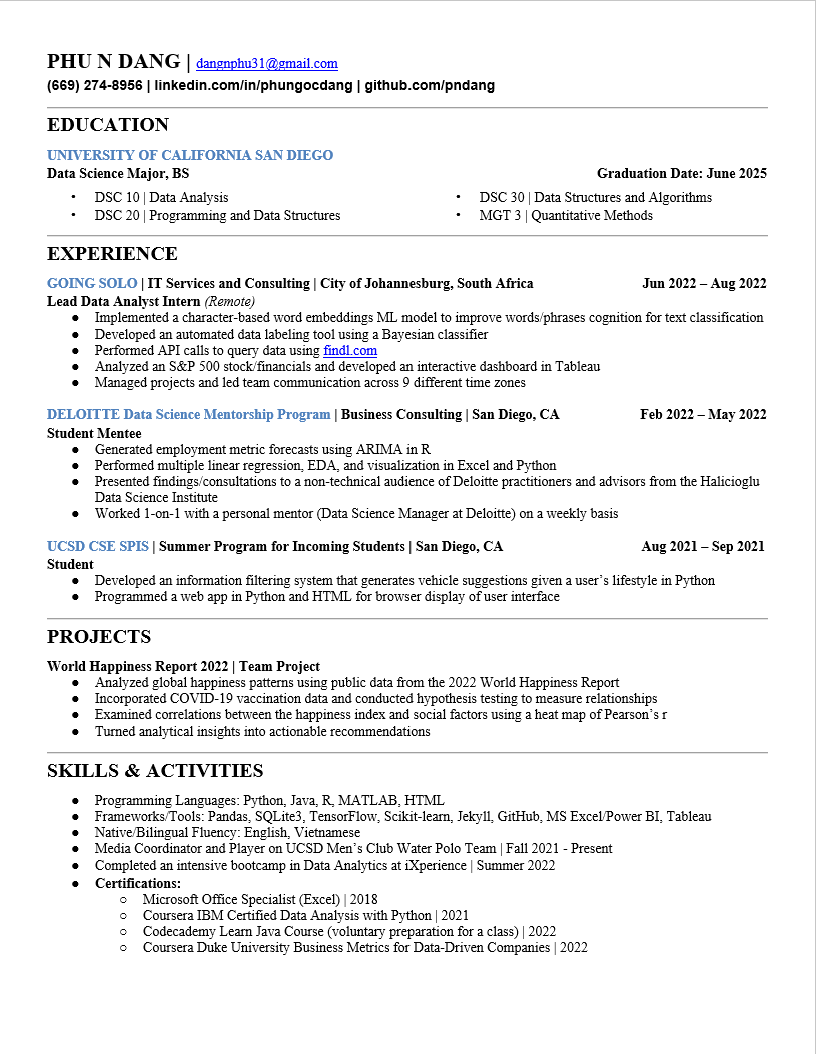 PHU N DANG | dangnphu31@gmail.com
(669) 274-8956 | linkedin.com/in/phungocdang | github.com/pndang
EDUCATION
UNIVERSITY OF CALIFORNIA SAN DIEGO
Data Science Major, BS Graduation Date: June 2025
• DSC 10 | Data Analysis • DSC 30 | Data Structures and Algorithms
• DSC 20 | Programming and Data Structures • MGT 3 | Quantitative Methods
EXPERIENCE
GOING SOLO | IT Services and Consulting | City of Johannesburg, South Africa Jun 2022 – Aug 2022
Lead Data Analyst Intern (Remote)
● Implemented a character-based word embeddings ML model to improve words/phrases cognition for text classification
● Developed an automated data labeling tool using a Bayesian classifier
● Performed API calls to query data using findl.com
● Analyzed an S&P 500 stock/financials and developed an interactive dashboard in Tableau
● Managed projects and led team communication across 9 different time zones
DELOITTE Data Science Mentorship Program | Business Consulting | San Diego, CA Feb 2022 – May 2022
Student Mentee
● Generated employment metric forecasts using ARIMA in R
● Performed multiple linear regression, EDA, and visualization in Excel and Python
● Presented findings/consultations to a non-technical audience of Deloitte practitioners and advisors from the Halicioglu
Data Science Institute
● Worked 1-on-1 with a personal mentor (Data Science Manager at Deloitte) on a weekly basis
UCSD CSE SPIS | Summer Program for Incoming Students | San Diego, CA Aug 2021 – Sep 2021
Student
● Developed an information filtering system that generates vehicle suggestions given a user’s lifestyle in Python
● Programmed a web app in Python and HTML for browser display of user interface
PROJECTS
World Happiness Report 2022 | Team Project
● Analyzed global happiness patterns using public data from the 2022 World Happiness Report
● Incorporated COVID-19 vaccination data and conducted hypothesis testing to measure relationships
● Examined correlations between the happiness index and social factors using a heat map of Pearson’s r
● Turned analytical insights into actionable recommendations
SKILLS & ACTIVITIES
● Programming Languages: Python, Java, R, MATLAB, HTML
● Frameworks/Tools: Pandas, SQLite3, TensorFlow, Scikit-learn, Jekyll, GitHub, MS Excel/Power BI, Tableau
● Native/Bilingual Fluency: English, Vietnamese
● Media Coordinator and Player on UCSD Men’s Club Water Polo Team | Fall 2021 - Present
● Completed an intensive bootcamp in Data Analytics at iXperience | Summer 2022
● Certifications:
○ Microsoft Office Specialist (Excel) | 2018
○ Coursera IBM Certified Data Analysis with Python | 2021
○ Codecademy Learn Java Course (voluntary preparation for a class) | 2022
○ Coursera Duke University Business Metrics for Data-Driven Companies | 2022